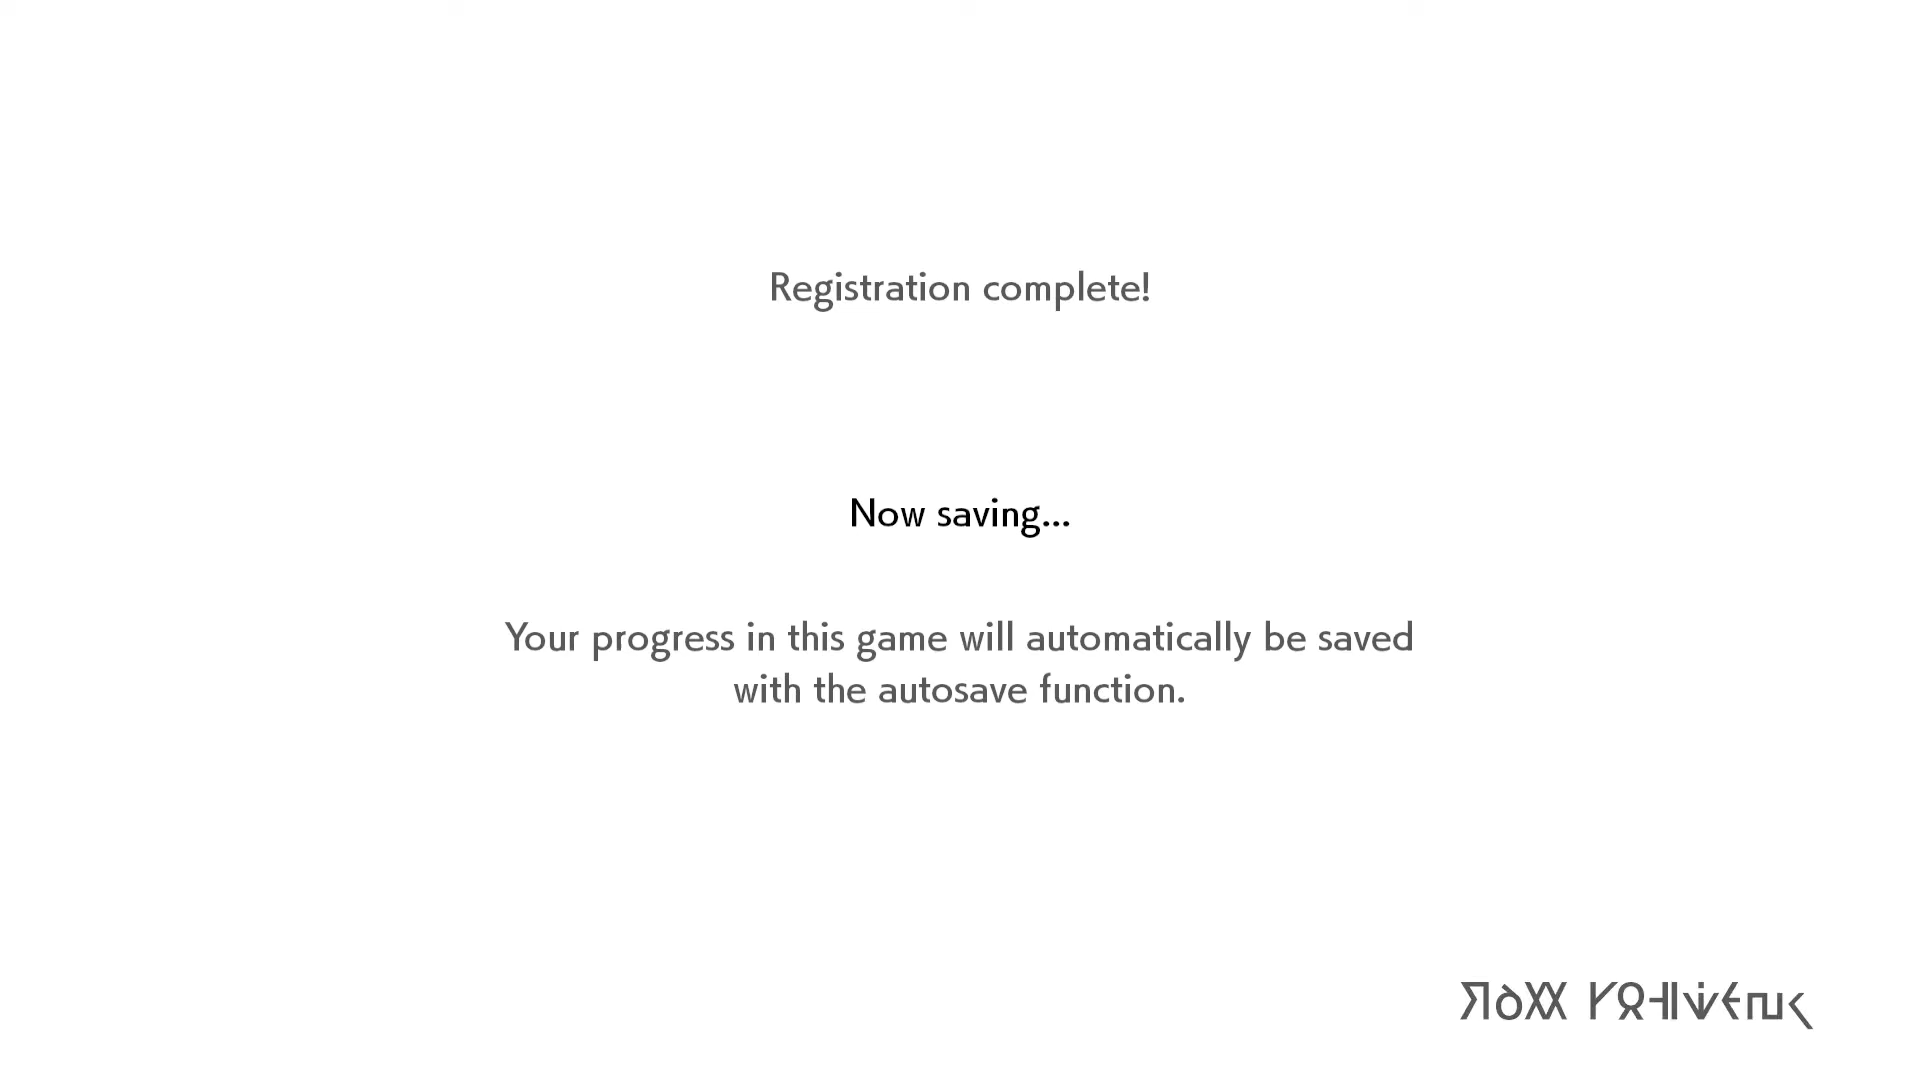 Registration complete!
Now saving...
Your progress in this game will automatically be saved
with the autosave function.